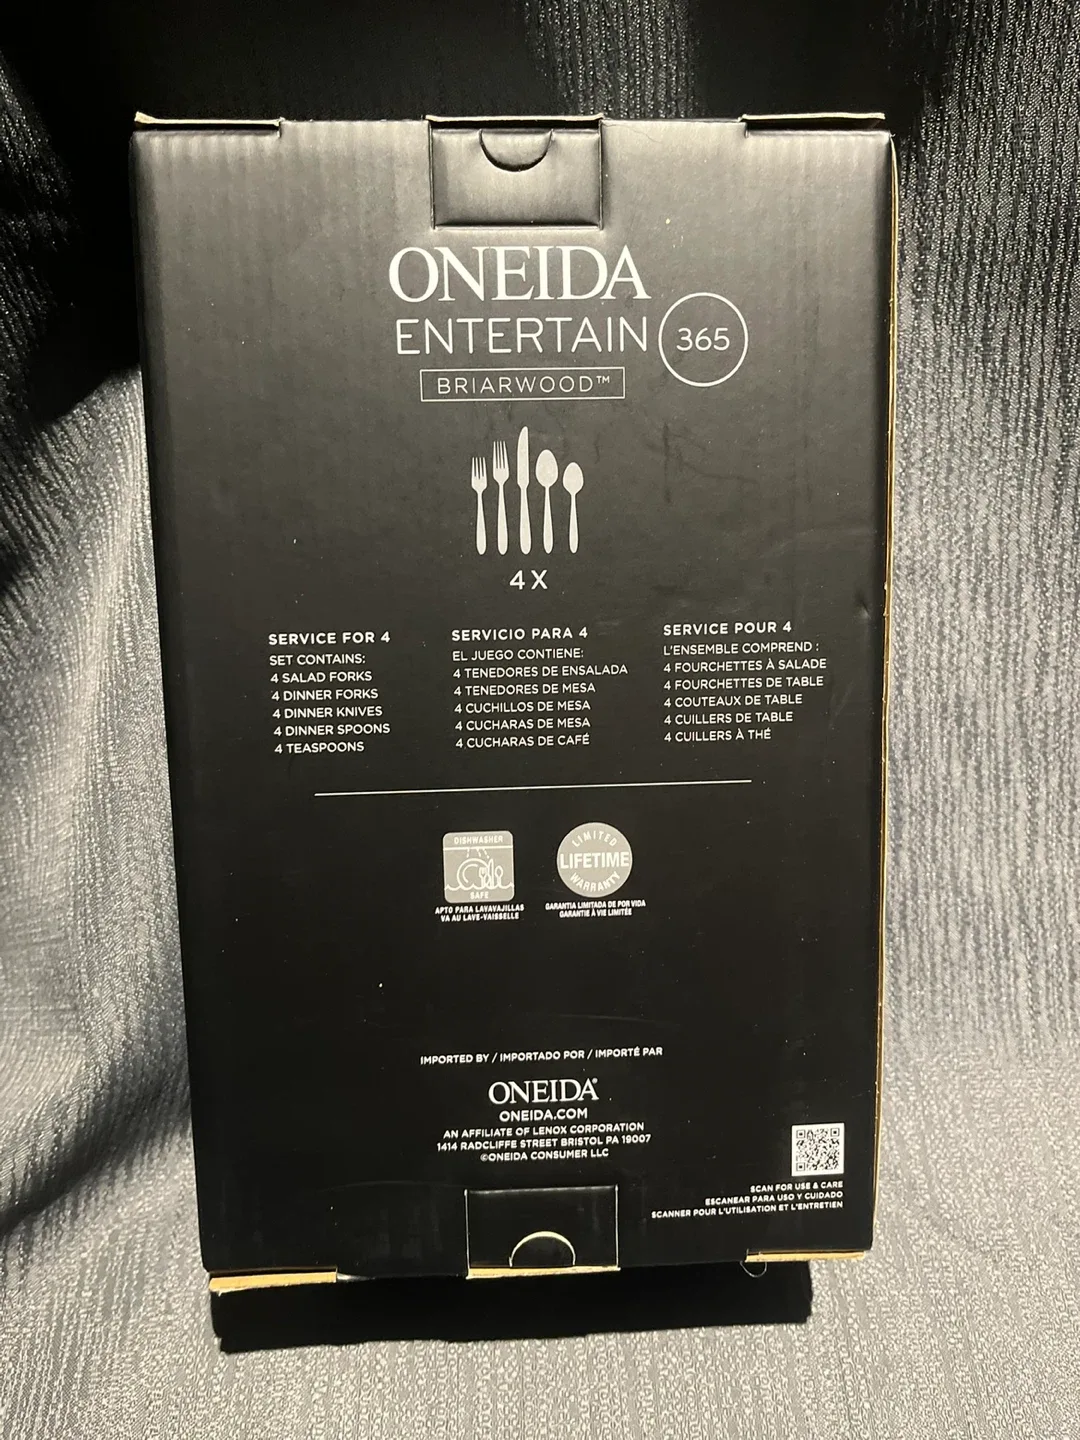 ONEIDA
ENTERTAIN 365
BRIARWOOD™
4 X
SERVICE FOR 4
SET CONTAINS:
4 SALAD FORKS
4 DINNER FORKS
4 DINNER KNIVES
4 DINNER SPOONS
4 TEASPOONS
SERVICIO PARA 4
EL JUEGO CONTIENE:
4 TENEDORES DE ENSALADA
4 TENEDORES DE MESA
4 CUCHILLOS DE MESA
4 CUCHARAS DE MESA
4 CUCHARAS DE CAFÉ
SERVICE POUR 4
L'ENSEMBLE COMPREND :
4 FOURCHETTES À SALADE
4 FOURCHETTES DE TABLE
4 COUTEAUX DE TABLE
4 CUILLERS DE TABLE
4 CUILLERS À THÉ
DISHWASHER
SAFE
APTO PARA LAVAVAJILLAS
VA AU LAVE-VAISSELLE
LIMITED
LIFETIME
WARRANTY
GARANTIA LIMITADA DE POR VIDA
GARANTIE À VIE LIMITÉE
IMPORTED BY / IMPORTADO POR / IMPORTÉ PAR
ONEIDA®
ONEIDA.COM
AN AFFILIATE OF LENOX CORPORATION
1414 RADCLIFFE STREET BRISTOL PA 19007
©ONEIDA CONSUMER LLC
SCAN FOR USE & CARE
ESCANEAR PARA USO Y CUIDADO
SCANNER POUR L'UTILISATION ET L'ENTRETIEN